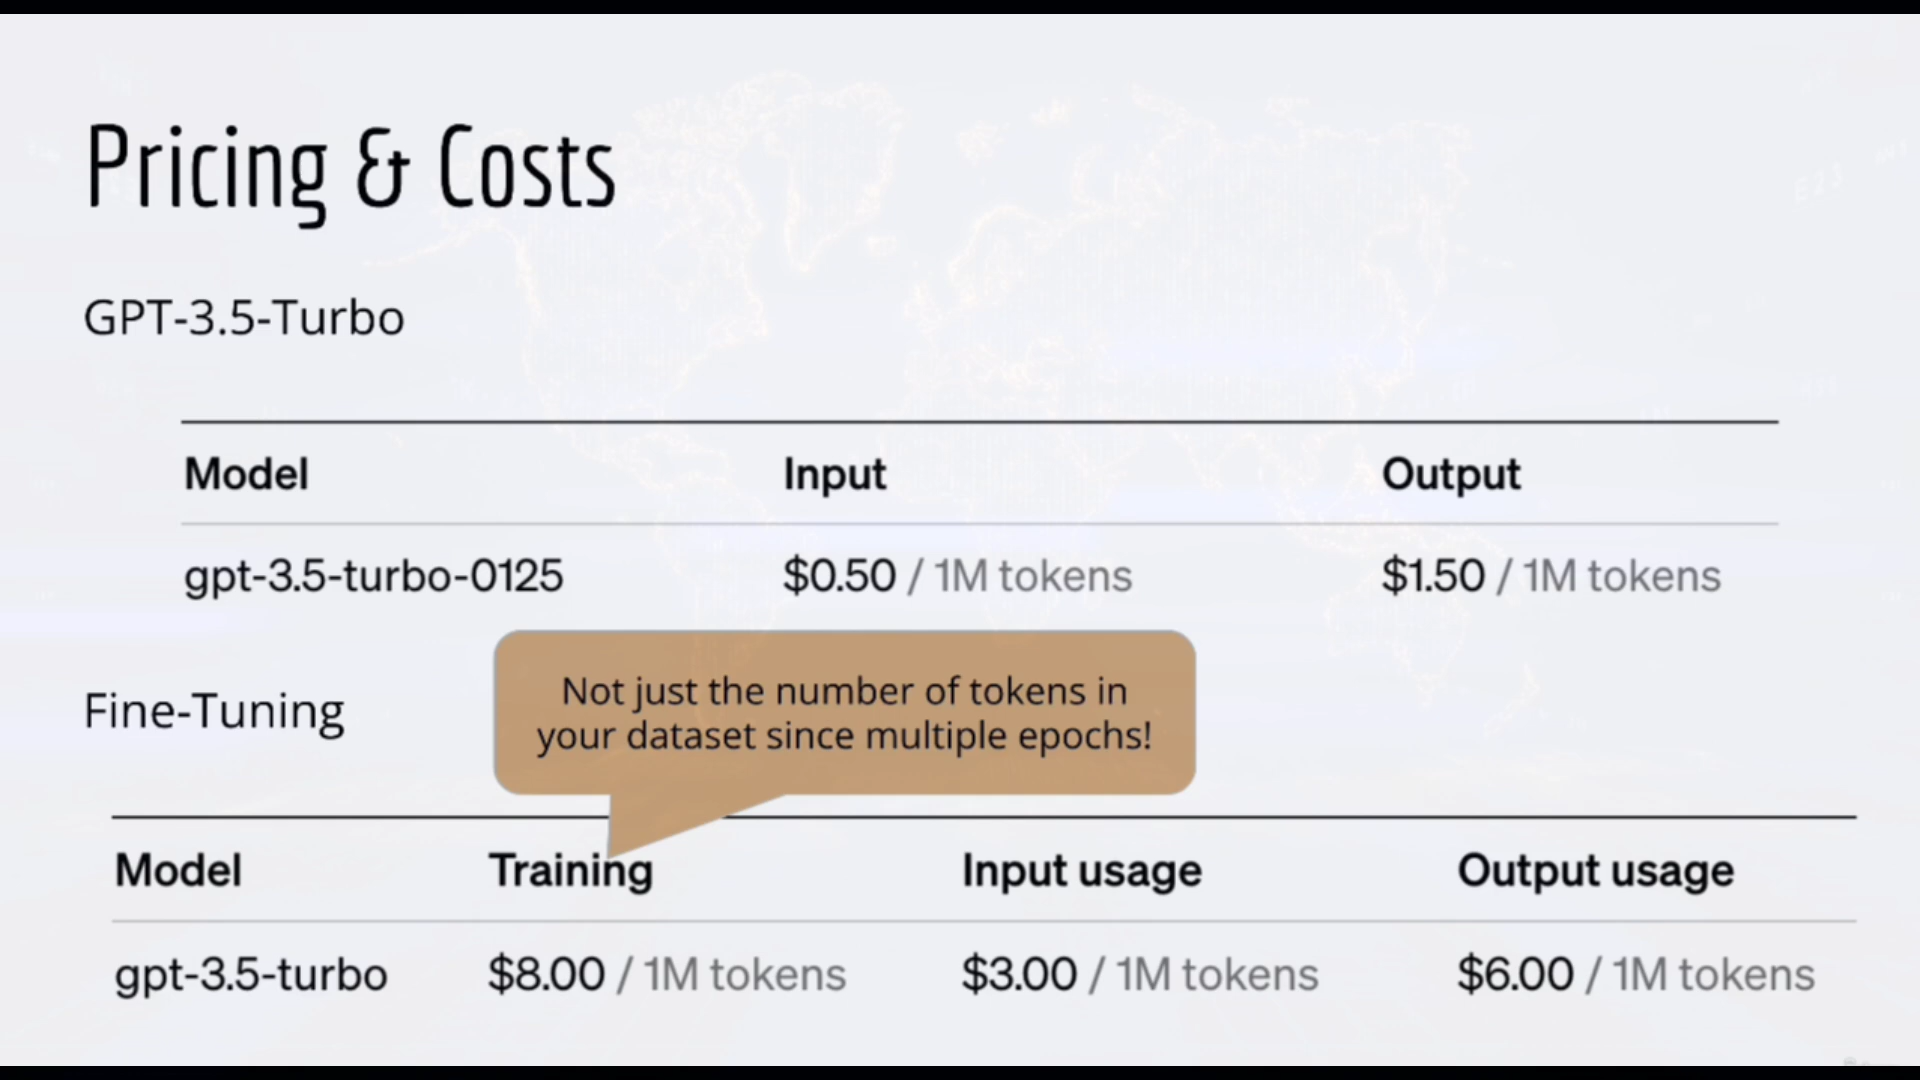 Pricing & Costs
GPT-3.5-Turbo
Model Input Output
gpt-3.5-turbo-0125 $0.50 / 1M tokens $1.50 / 1M tokens
Fine-Tuning
Not just the number of tokens in
your dataset since multiple epochs!
Model Training Input usage Output usage
gpt-3.5-turbo $8.00 / 1M tokens $3.00 / 1M tokens $6.00 / 1M tokens